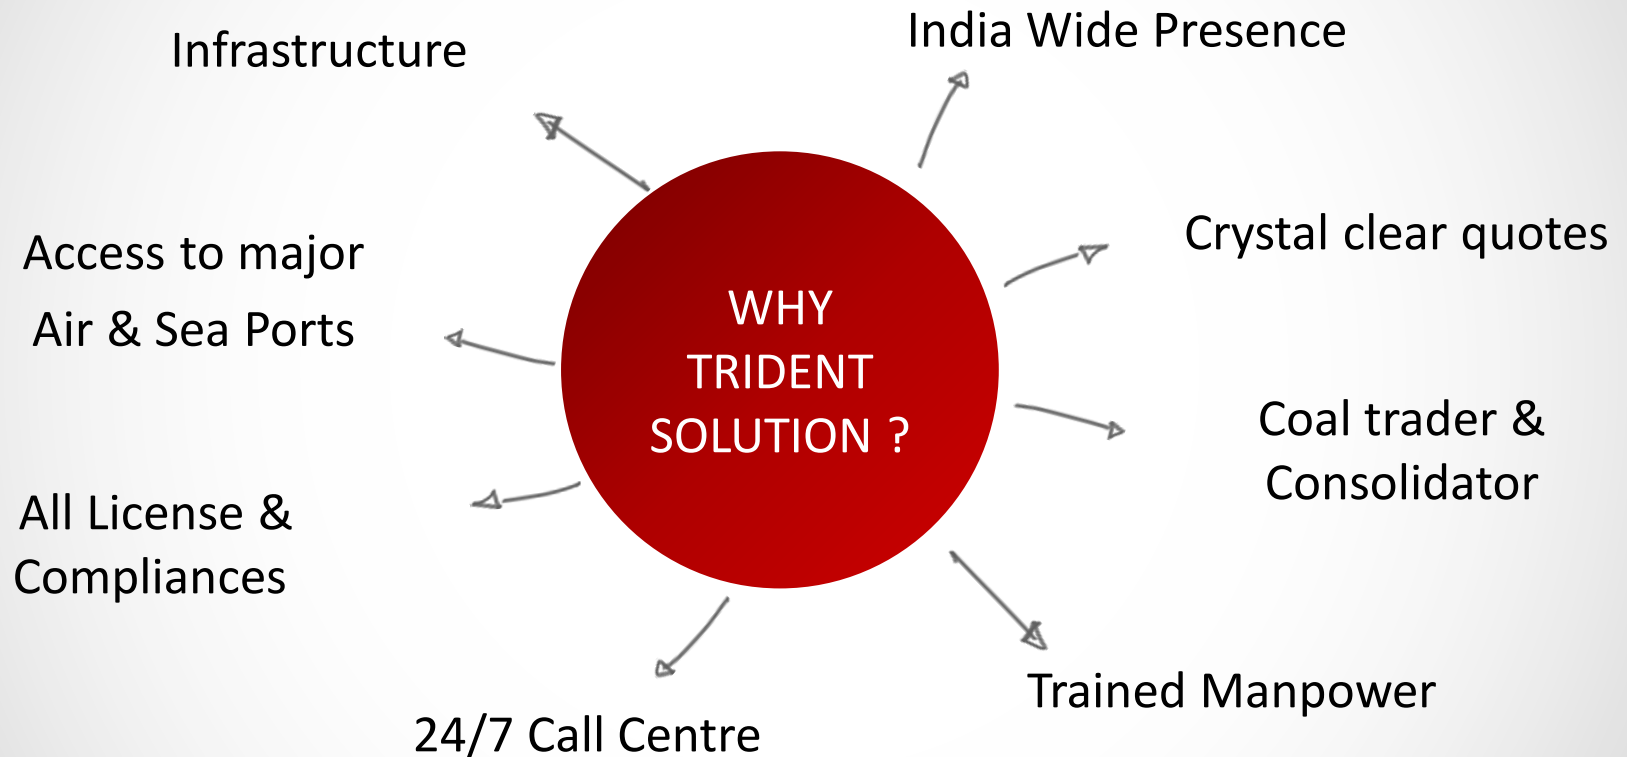 Infrastructure
India Wide Presence
Access to major
Air & Sea Ports
Crystal clear quotes
WHY
TRIDENT
SOLUTION ?
Coal trader &
Consolidator
All License &
Compliances
Trained Manpower
24/7 Call Centre